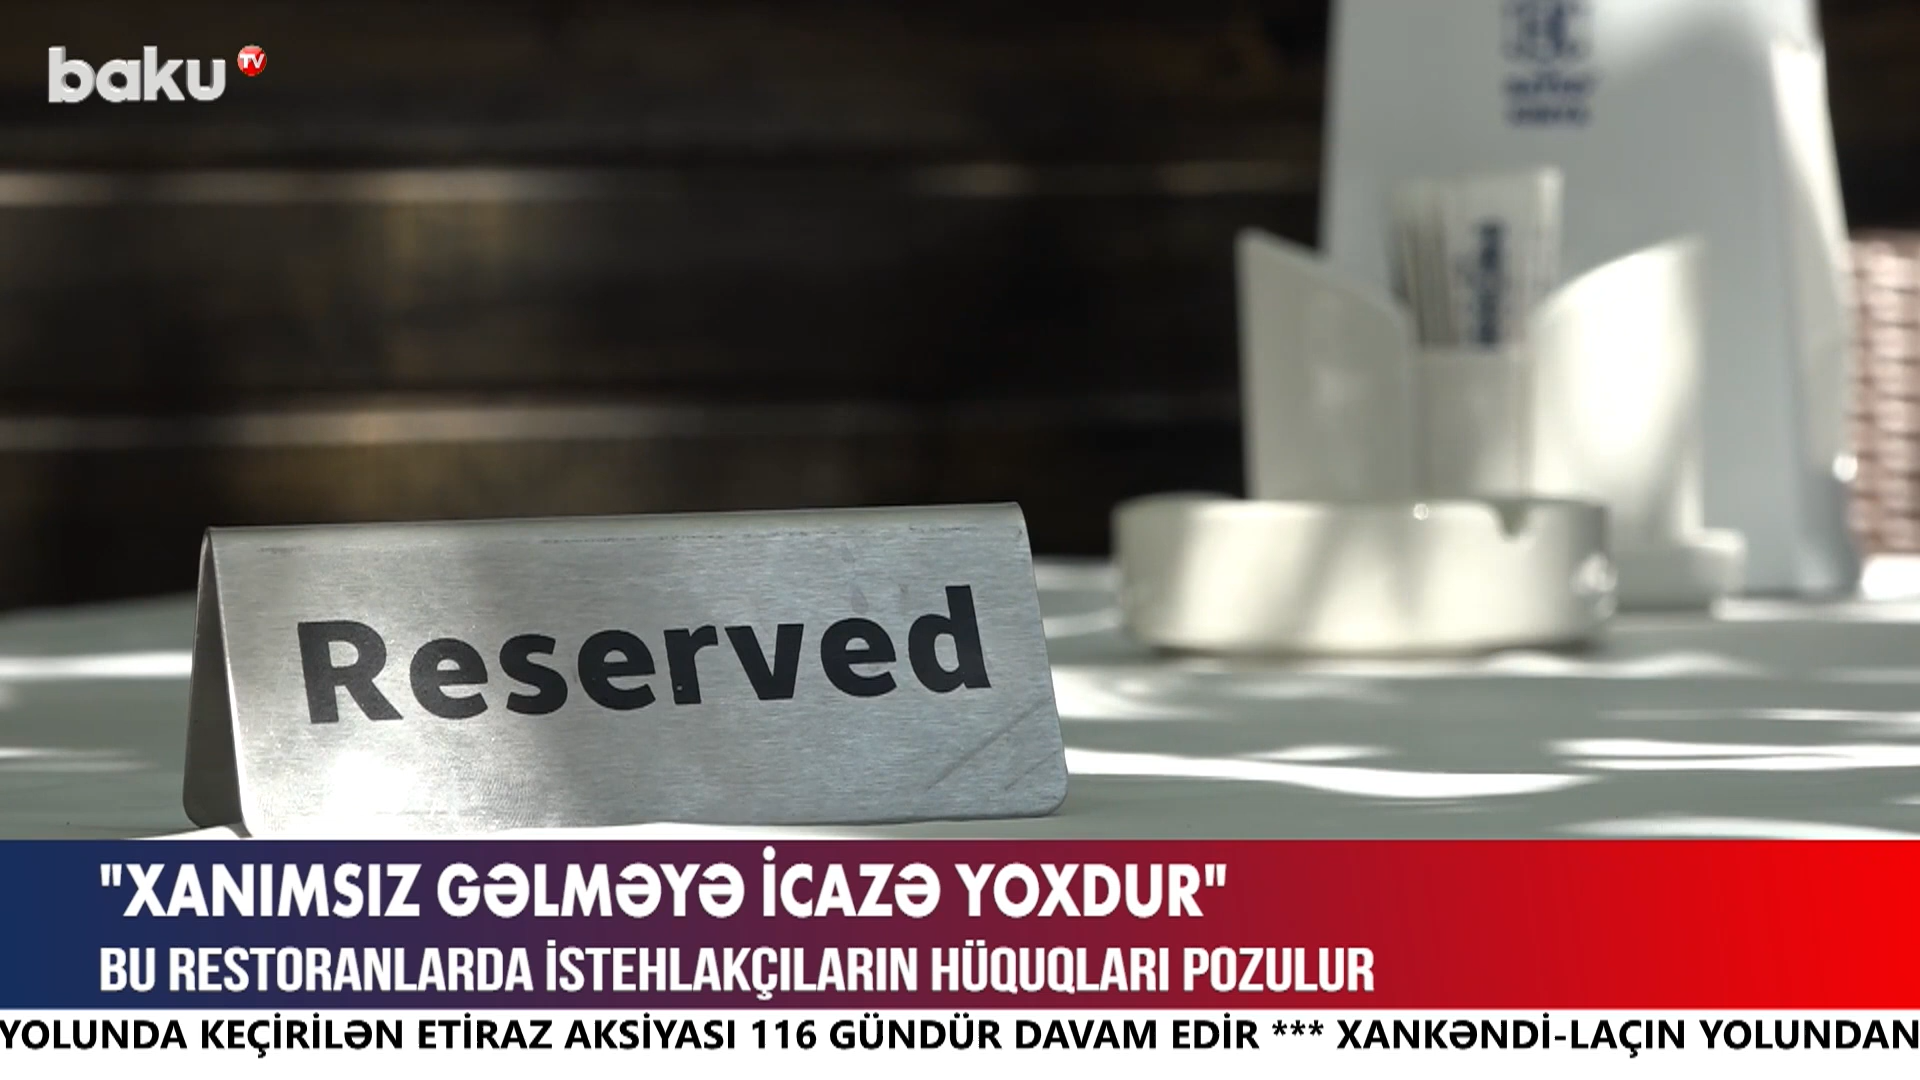 baku TV
Reserved
"XANIMSIZ GƏLMƏYƏ İCAZƏ YOXDUR"
BU RESTORANLARDA İSTEHLAKÇILARIN HÜQUQLARI POZULUR
YOLUNDA KEÇİRİLƏN ETİRAZ AKSİYASI 116 GÜNDÜR DAVAM EDİR *** XANKƏNDİ-LAÇIN YOLUNDAN